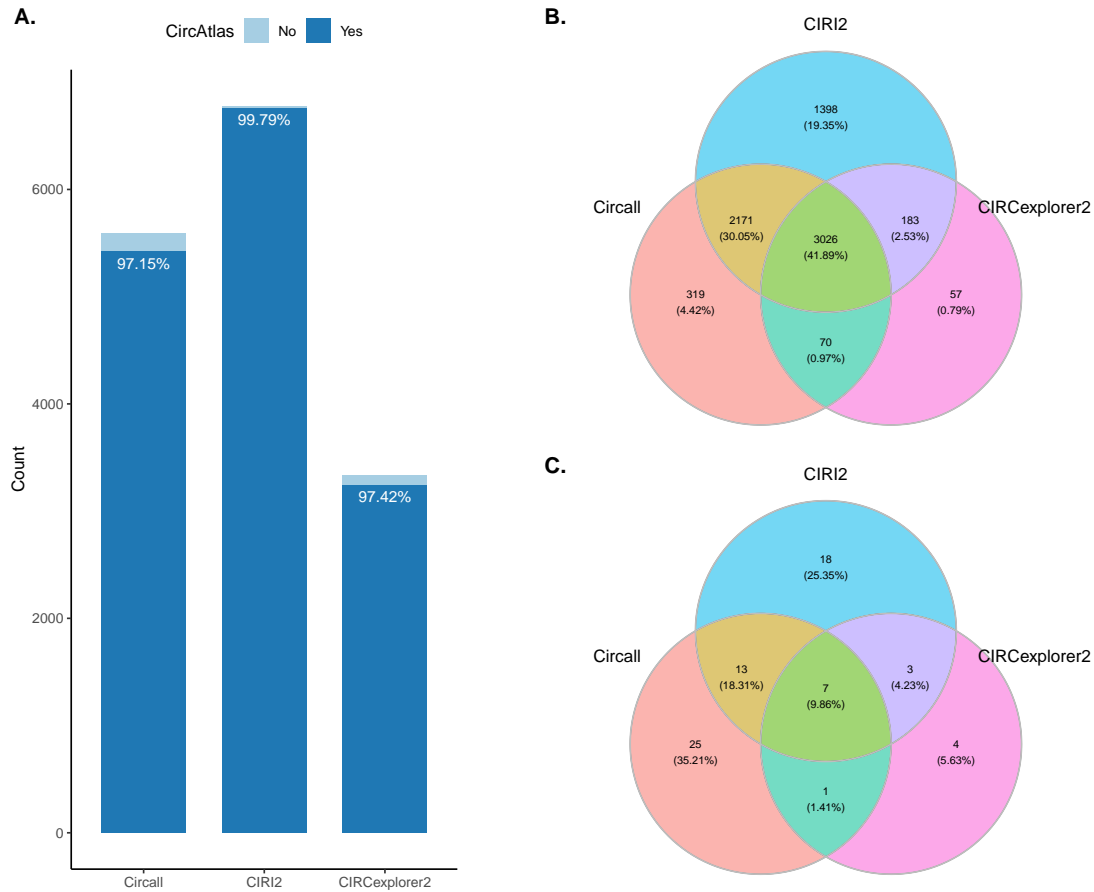 A.
CircAtlas No Yes
Count
6000
4000
2000
0
97.15%
99.79%
97.42%
Circall CIRI2 CIRCexplorer2
B.
CIRI2
Circall
CIRCexplorer2
1398
(19.35%)
2171
(30.05%)
183
(2.53%)
3026
(41.89%)
319
(4.42%)
57
(0.79%)
70
(0.97%)
C.
CIRI2
Circall
CIRCexplorer2
18
(25.35%)
13
(18.31%)
3
(4.23%)
7
(9.86%)
25
(35.21%)
4
(5.63%)
1
(1.41%)